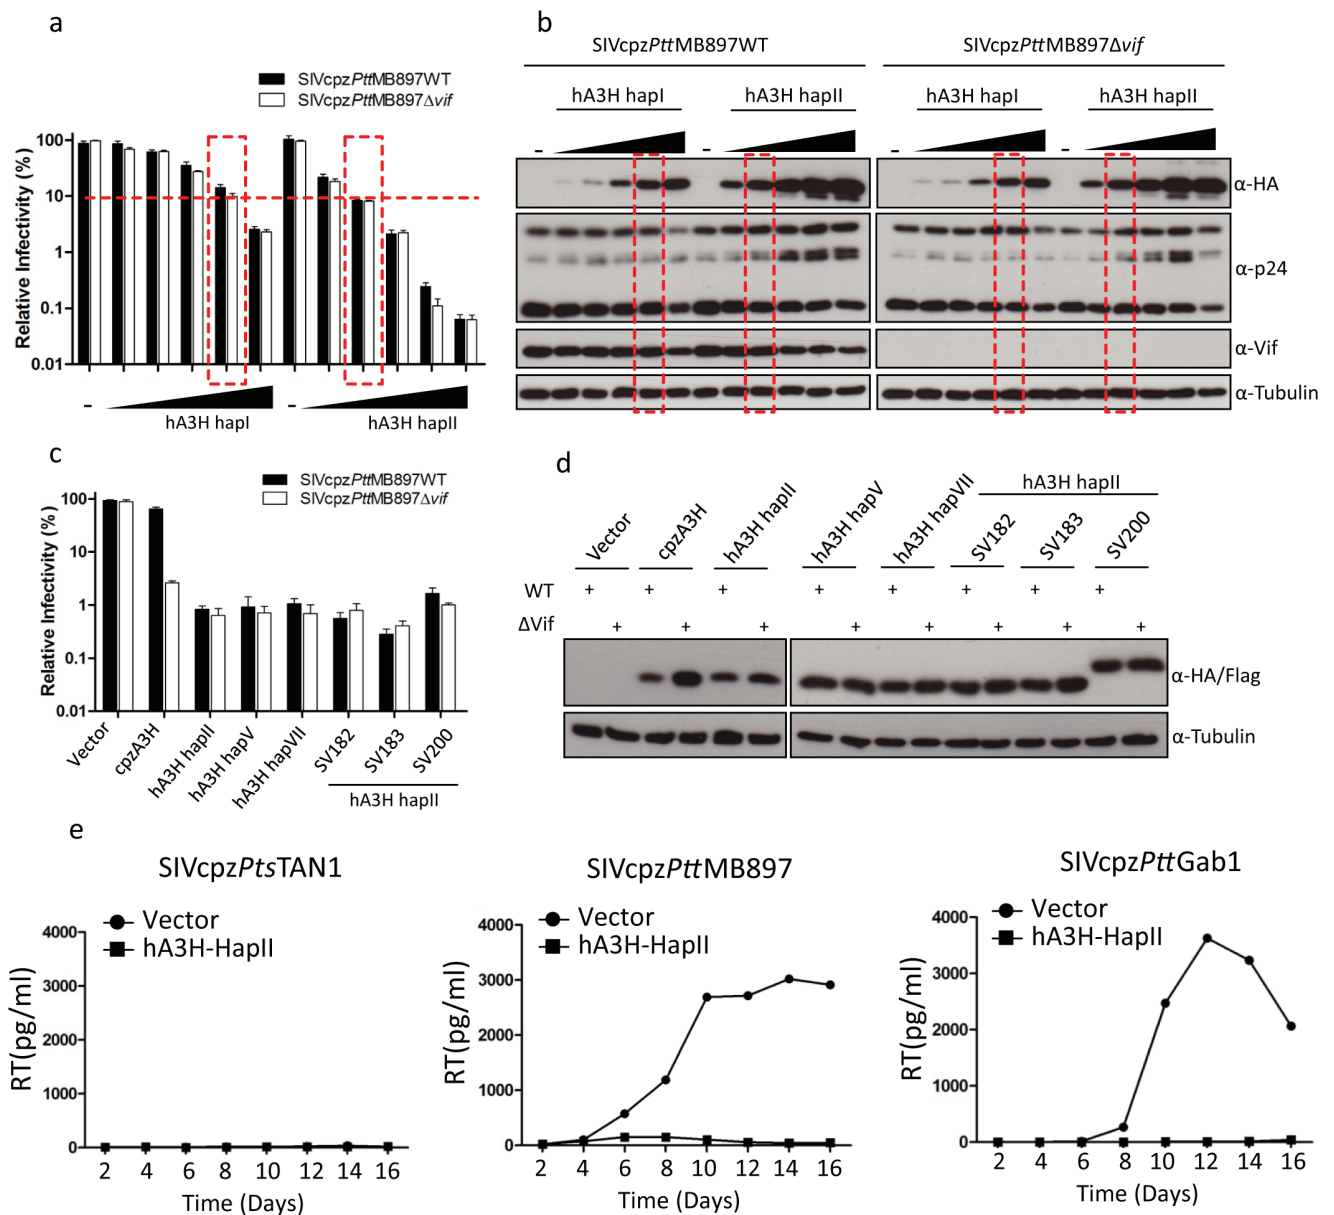 a
SIVcpzPttMB897WT
SIVcpzPttMB897Δvif
Relative Infectivity (%)
100
10
1
0.1
0.01
-
hA3H hapI
-
hA3H hapII
b
SIVcpzPttMB897WT
SIVcpzPttMB897Δvif
hA3H hapI
hA3H hapII
hA3H hapI
hA3H hapII
-
-
-
-
α-HA
α-p24
α-Vif
α-Tubulin
c
SIVcpzPttMB897WT
SIVcpzPttMB897Δvif
Relative Infectivity (%)
100
10
1
0.1
0.01
Vector
cpzA3H
hA3H hapII
hA3H hapV
hA3H hapVII
SV182
SV183
SV200
hA3H hapII
d
hA3H hapII
Vector
cpzA3H
hA3H hapII
hA3H hapV
hA3H hapVII
SV182
SV183
SV200
WT + + + + + + + +
ΔVif + + + + + + + +
α-HA/Flag
α-Tubulin
e
SIVcpzPtsTAN1
Vector
hA3H-HapII
RT(pg/ml)
4000
3000
2000
1000
0
2 4 6 8 10 12 14 16
Time (Days)
SIVcpzPttMB897
Vector
hA3H-HapII
RT(pg/ml)
4000
3000
2000
1000
0
2 4 6 8 10 12 14 16
Time (Days)
SIVcpzPttGab1
Vector
hA3H-HapII
RT(pg/ml)
4000
3000
2000
1000
0
2 4 6 8 10 12 14 16
Time (Days)